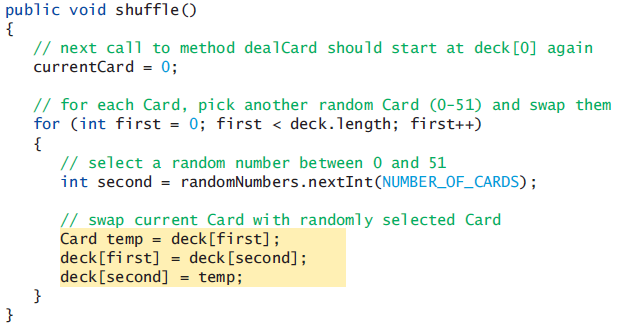 public void shuffle()
{
// next call to method dealCard should start at deck[0] again
currentCard = 0;
// for each Card, pick another random Card (0-51) and swap them
for (int first = 0; first < deck.length; first++)
{
// select a random number between 0 and 51
int second = randomNumbers.nextInt(NUMBER_OF_CARDS);
// swap current Card with randomly selected Card
Card temp = deck[first];
deck[first] = deck[second];
deck[second] = temp;
}
}